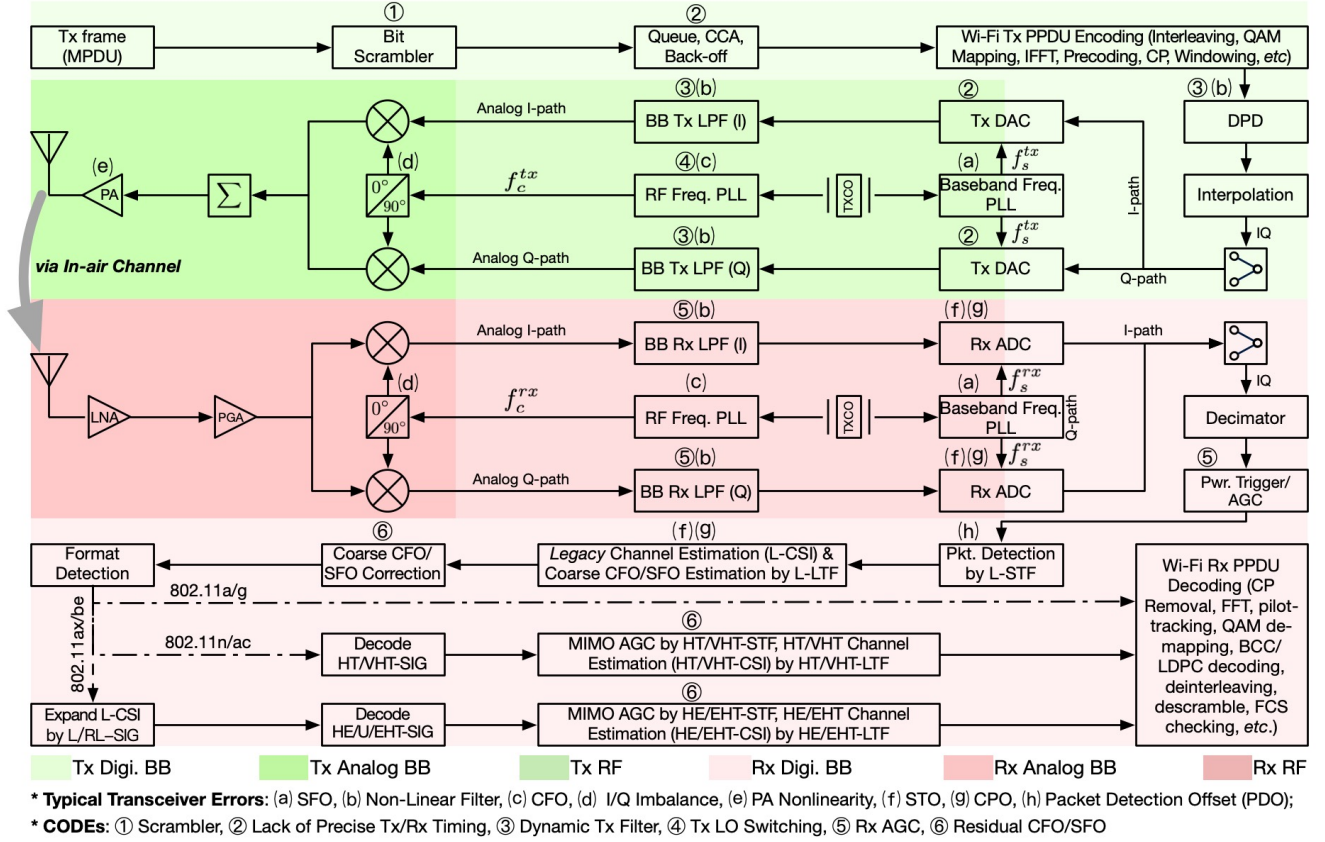 ①
②
Tx frame
(MPDU)
Bit
Scrambler
Queue, CCA,
Back-off
Wi-Fi Tx PPDU Encoding (Interleaving, QAM
Mapping, IFFT, Precoding, CP, Windowing, etc)
③(b)
②
③(b)
Analog I-path
BB Tx LPF (I)
Tx DAC
DPD
(e)
PA
∑
(d)
0°
90°
f_c^{tx}
④(c)
RF Freq. PLL
TXCO
(a)
f_s^{tx}
Baseband Freq.
PLL
I-path
Interpolation
③(b)
②
f_s^{tx}
IQ
via In-air Channel
Analog Q-path
BB Tx LPF (Q)
Tx DAC
Q-path
⑤(b)
(f)(g)
Analog I-path
BB Rx LPF (I)
Rx ADC
I-path
LNA
PGA
(d)
0°
90°
f_c^{rx}
(c)
RF Freq. PLL
TXCO
(a)
f_s^{rx}
Baseband Freq.
PLL
Q-path
IQ
Decimator
⑤(b)
(f)(g)
f_s^{rx}
⑤
Analog Q-path
BB Rx LPF (Q)
Rx ADC
Pwr. Trigger/
AGC
⑥
(f)(g)
(h)
Format
Detection
Coarse CFO/
SFO Correction
Legacy Channel Estimation (L-CSI) &
Coarse CFO/SFO Estimation by L-LTF
Pkt. Detection
by L-STF
Wi-Fi Rx PPDU
Decoding (CP
Removal, FFT, pilot-
tracking, QAM de-
mapping, BCC/
LDPC decoding,
deinterleaving,
descramble, FCS
checking, etc.)
802.11a/g
802.11ax/be
802.11n/ac
⑥
Decode
HT/VHT-SIG
MIMO AGC by HT/VHT-STF, HT/VHT Channel
Estimation (HT/VHT-CSI) by HT/VHT-LTF
⑥
Expand L-CSI
by L/RL–SIG
Decode
HE/U/EHT-SIG
MIMO AGC by HE/EHT-STF, HE/EHT Channel
Estimation (HE/EHT-CSI) by HE/EHT-LTF
Tx Digi. BB
Tx Analog BB
Tx RF
Rx Digi. BB
Rx Analog BB
Rx RF
* Typical Transceiver Errors: (a) SFO, (b) Non-Linear Filter, (c) CFO, (d) I/Q Imbalance, (e) PA Nonlinearity, (f) STO, (g) CPO, (h) Packet Detection Offset (PDO);
* CODEs: ① Scrambler, ② Lack of Precise Tx/Rx Timing, ③ Dynamic Tx Filter, ④ Tx LO Switching, ⑤ Rx AGC, ⑥ Residual CFO/SFO